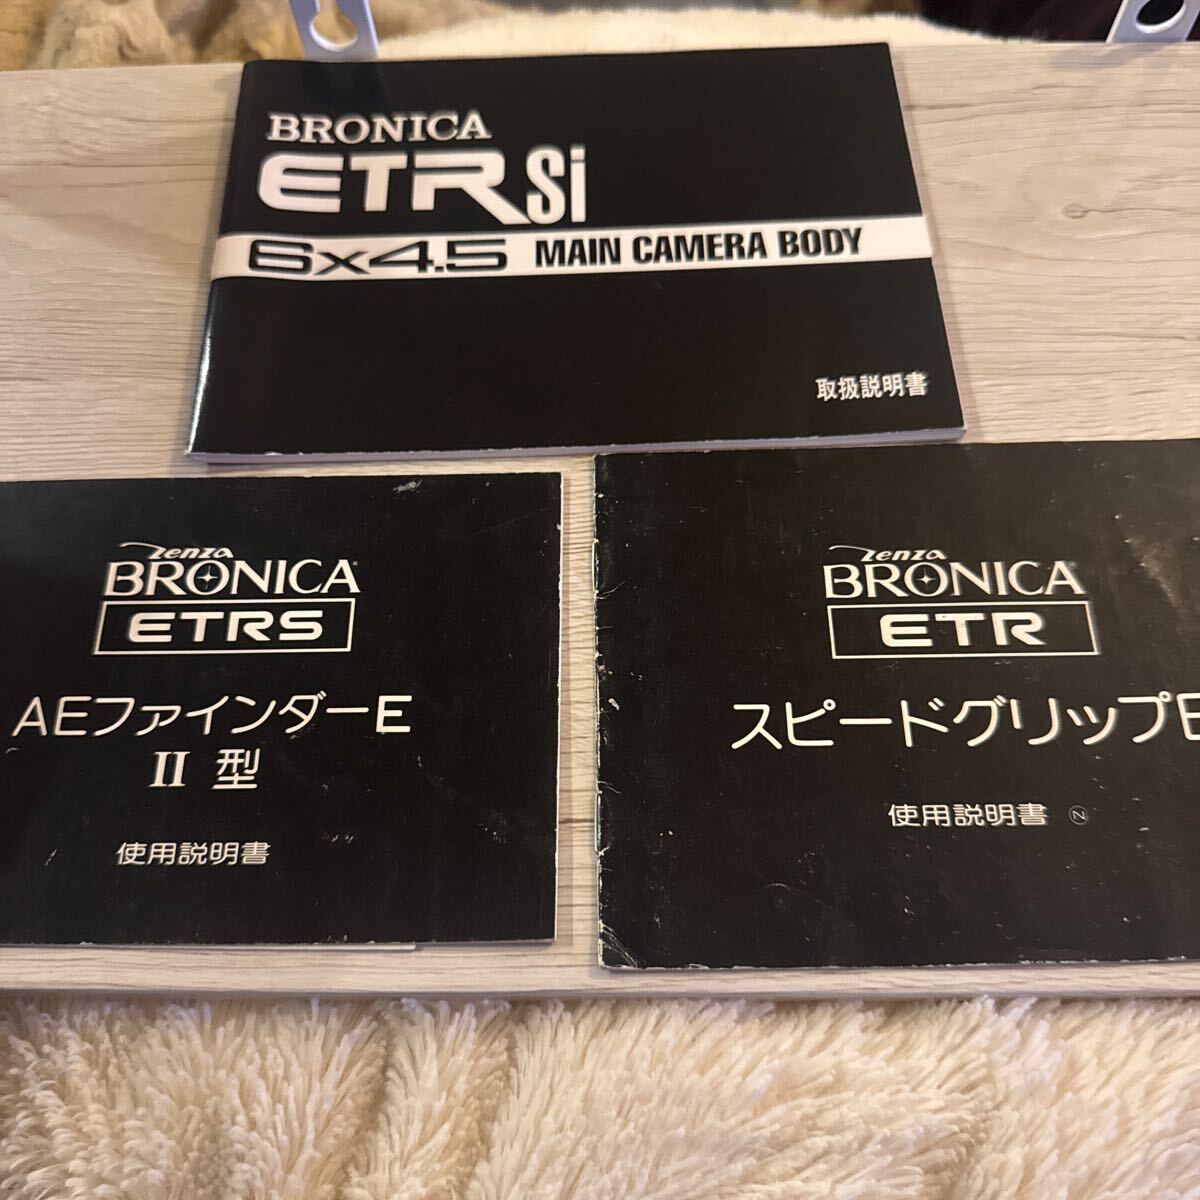 BRONICA
ETRSi
6x4.5 MAIN CAMERA BODY
取扱説明書
Zenza
BRONICA
ETRS
AEファインダーE
II 型
使用説明書
Zenza
BRONICA
ETR
スピードグリップE
使用説明書 Ⓝ